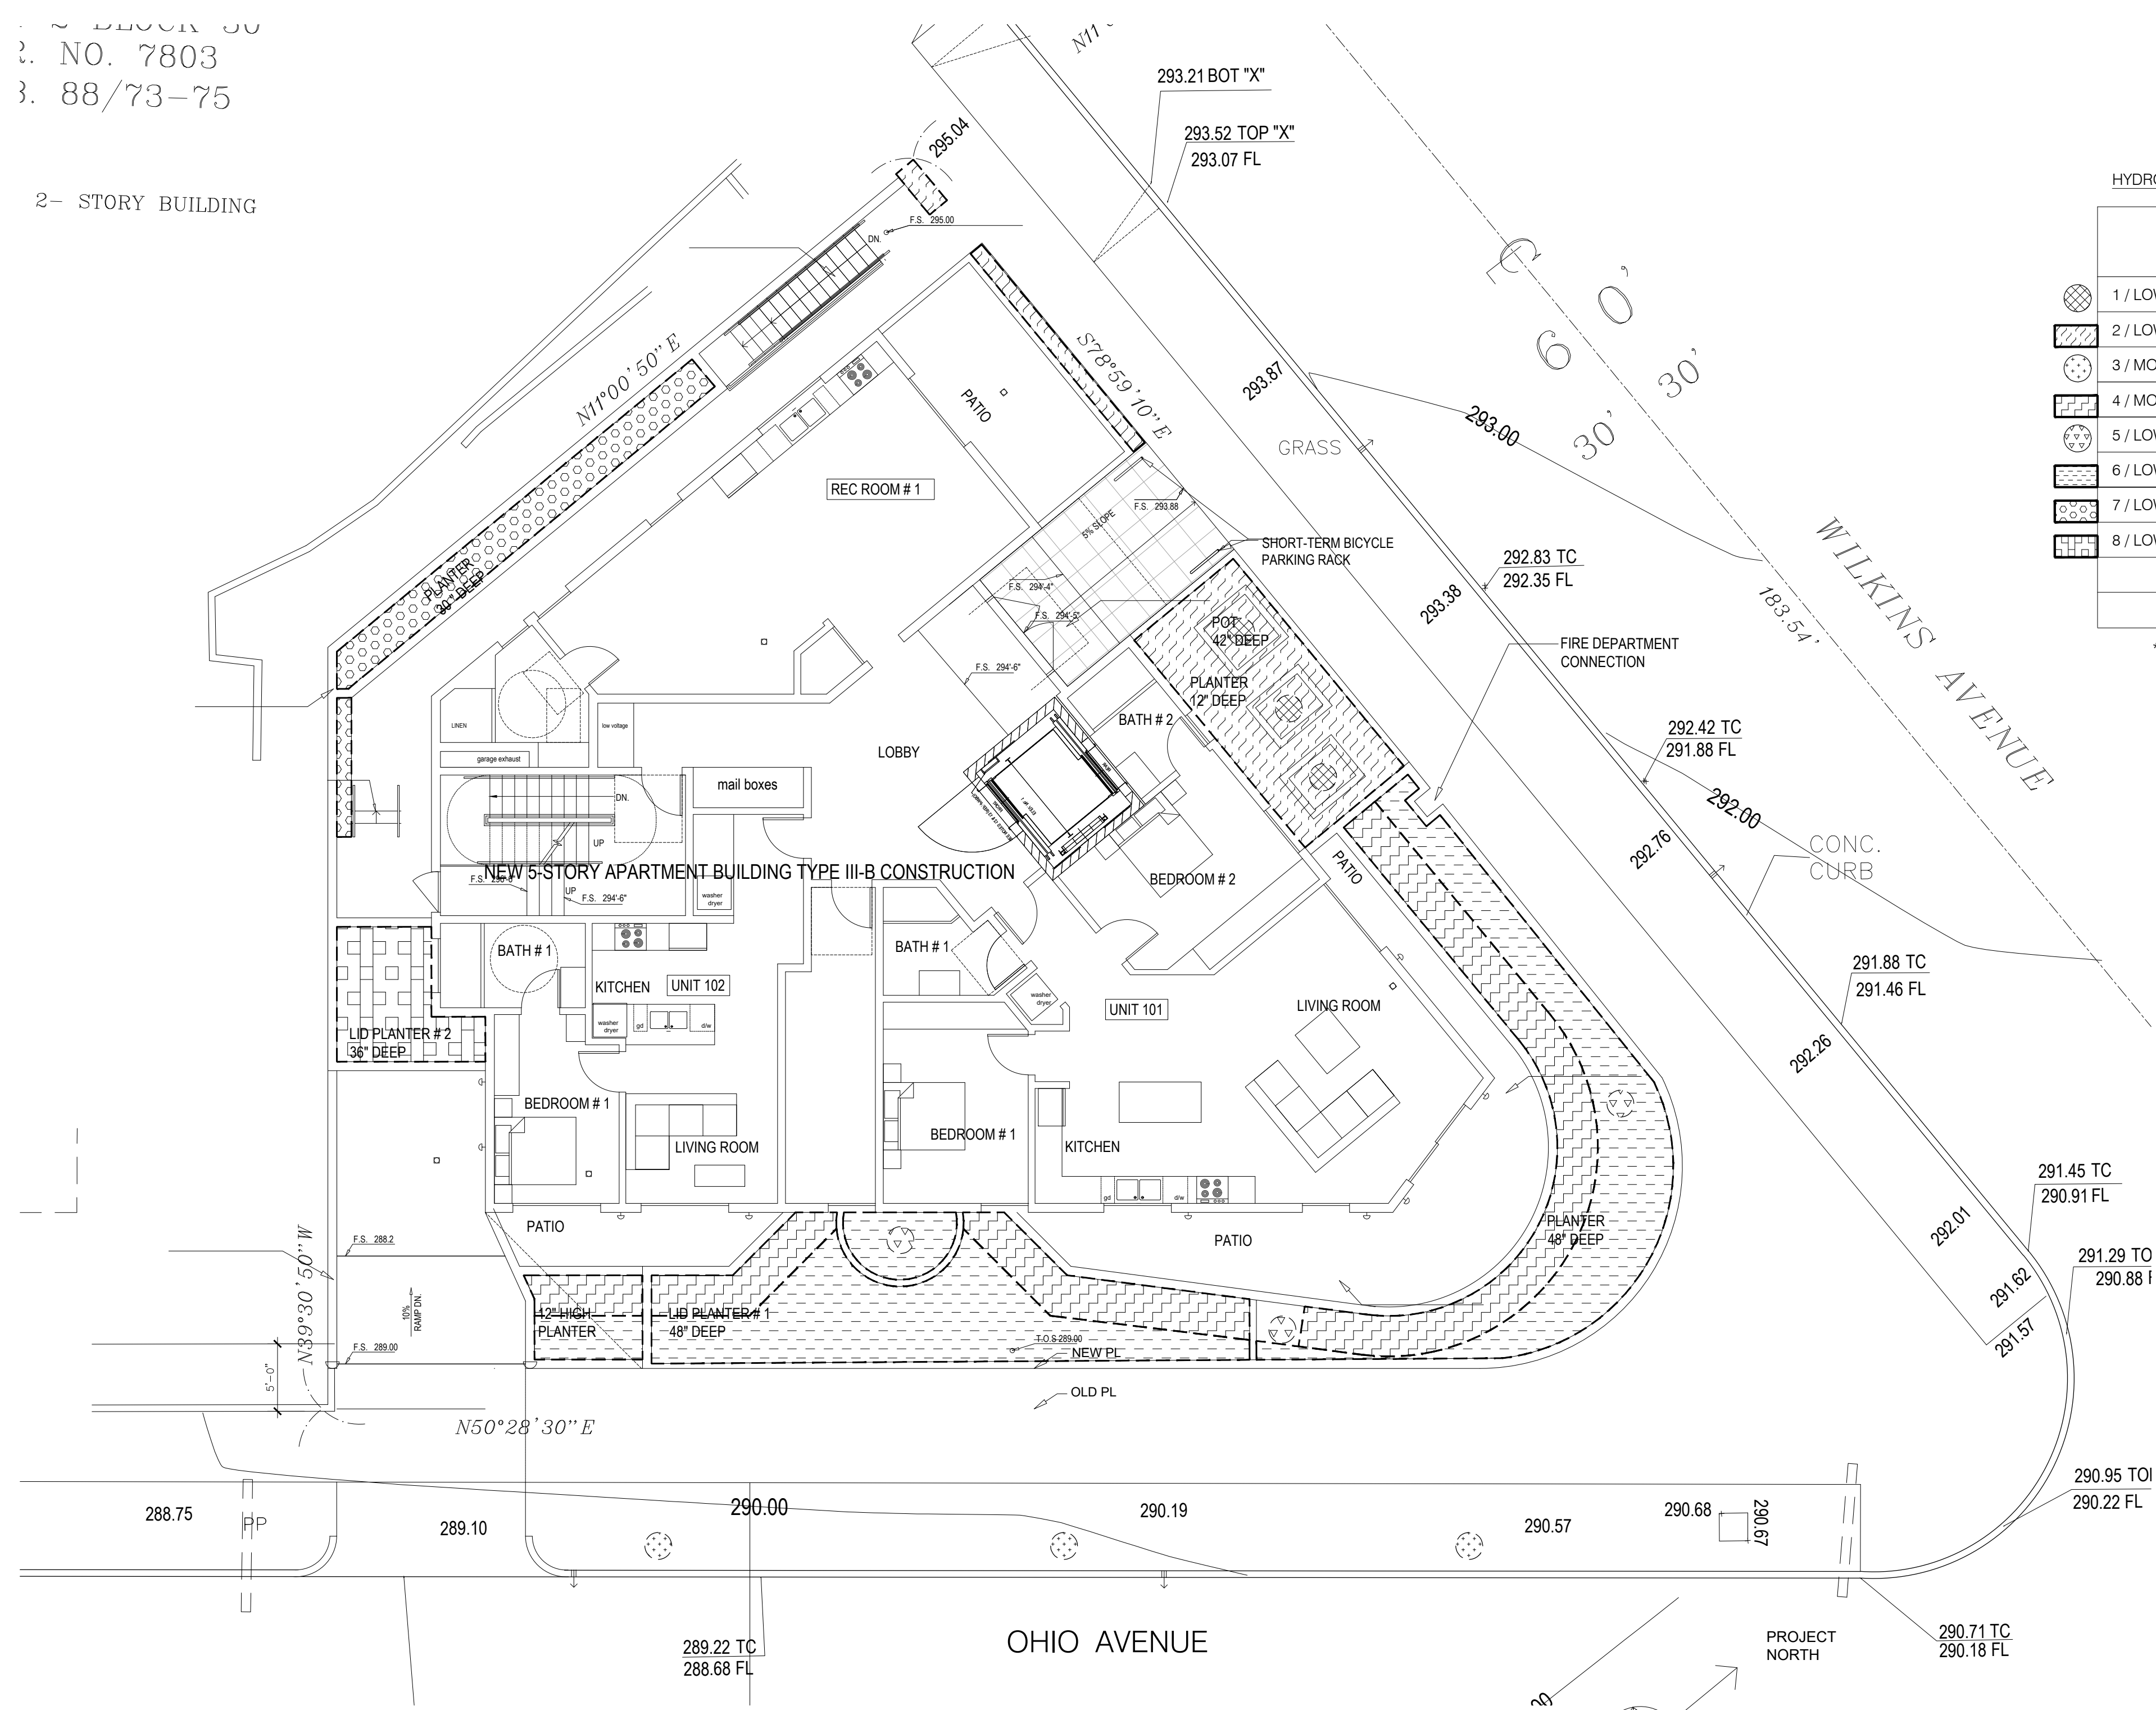 NO. 7803
88/73-75
2- STORY BUILDING
295.04
F.S. 295.00
DN.
293.21 BOT "X"
293.52 TOP "X"
293.07 FL
N11°00'50" E
S78°59'10" E
PATIO
REC ROOM # 1
GRASS
293.87
293.00
60'
30'
30'
WILKINS AVENUE
183.54'
HYDRO
1 / LOW
2 / LOW
3 / MO
4 / MO
5 / LOW
6 / LOW
7 / LOW
8 / LOW
F.S. 293.88
5% SLOPE
SHORT-TERM BICYCLE
PARKING RACK
292.83 TC
292.35 FL
293.38
PLANTER
30" DEEP
F.S. 294'-4"
F.S. 294'-5"
F.S. 294'-6"
POT
42" DEEP
PLANTER
12" DEEP
FIRE DEPARTMENT
CONNECTION
BATH # 2
LINEN
low voltage
garage exhaust
LOBBY
mail boxes
DN.
UP
292.42 TC
291.88 FL
292.00
292.76
CONC.
CURB
NEW 5-STORY APARTMENT BUILDING TYPE III-B CONSTRUCTION
UP
F.S. 294'-6"
washer
dryer
BEDROOM # 2
PATIO
BATH # 1
BATH # 1
KITCHEN
UNIT 102
washer
dryer
gd
d/w
washer
dryer
UNIT 101
LIVING ROOM
291.88 TC
291.46 FL
292.26
LID PLANTER # 2
36" DEEP
BEDROOM # 1
LIVING ROOM
BEDROOM # 1
KITCHEN
gd
d/w
PATIO
PATIO
PLANTER
48" DEEP
291.45 TC
290.91 FL
292.01
291.29 TO
290.88
291.62
291.57
N39°30'50" W
F.S. 288.2
10%
RAMP DN.
F.S. 289.00
5'-0"
12" HIGH
PLANTER
LID PLANTER # 1
48" DEEP
T.O.S 289.00
NEW PL
OLD PL
N50°28'30" E
288.75
PP
289.10
290.00
290.19
290.57
290.68
290.67
290.95 TO
290.22 FL
289.22 TC
288.68 FL
OHIO AVENUE
PROJECT
NORTH
290.71 TC
290.18 FL